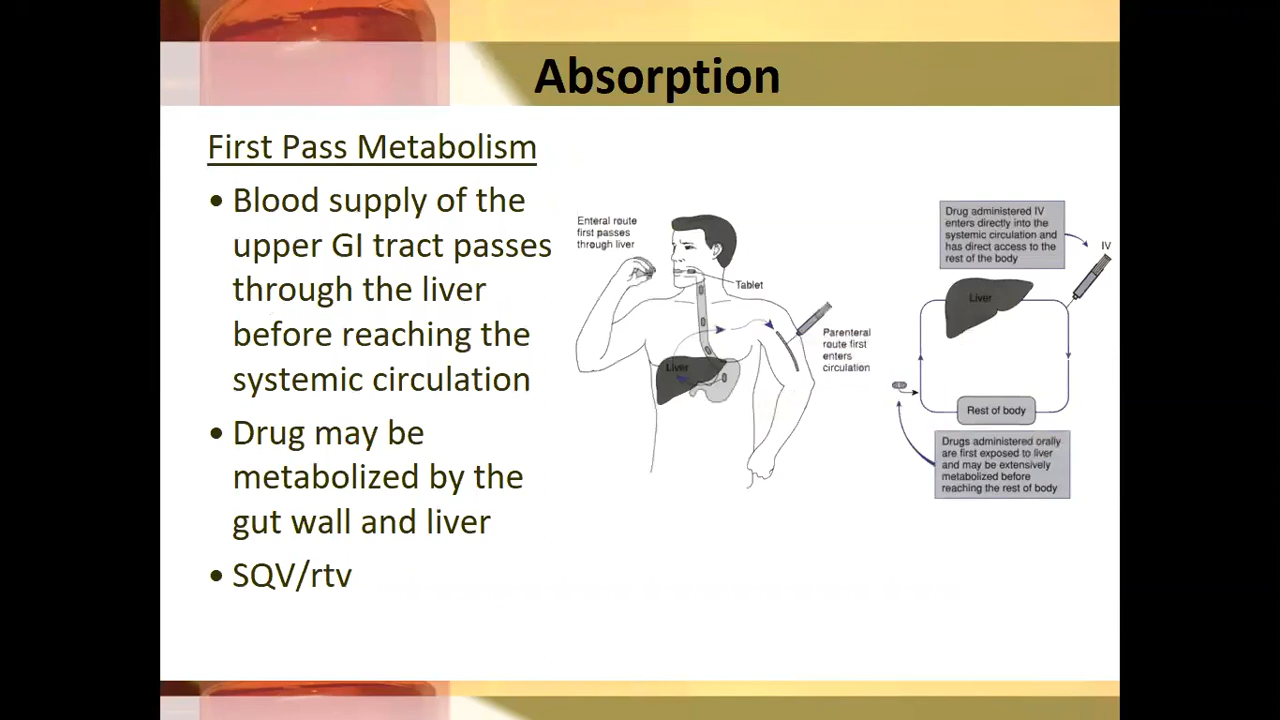 Absorption
First Pass Metabolism
• Blood supply of the
upper GI tract passes
through the liver
before reaching the
systemic circulation
• Drug may be
metabolized by the
gut wall and liver
• SQV/rtv
Enteral route
first passes
through liver
Tablet
Parenteral
route first
enters
circulation
Liver
Drug administered IV
enters directly into the
systemic circulation and
has direct access to the
rest of the body
IV
Liver
Rest of body
Drugs administered orally
are first exposed to liver
and may be extensively
metabolized before
reaching the rest of body